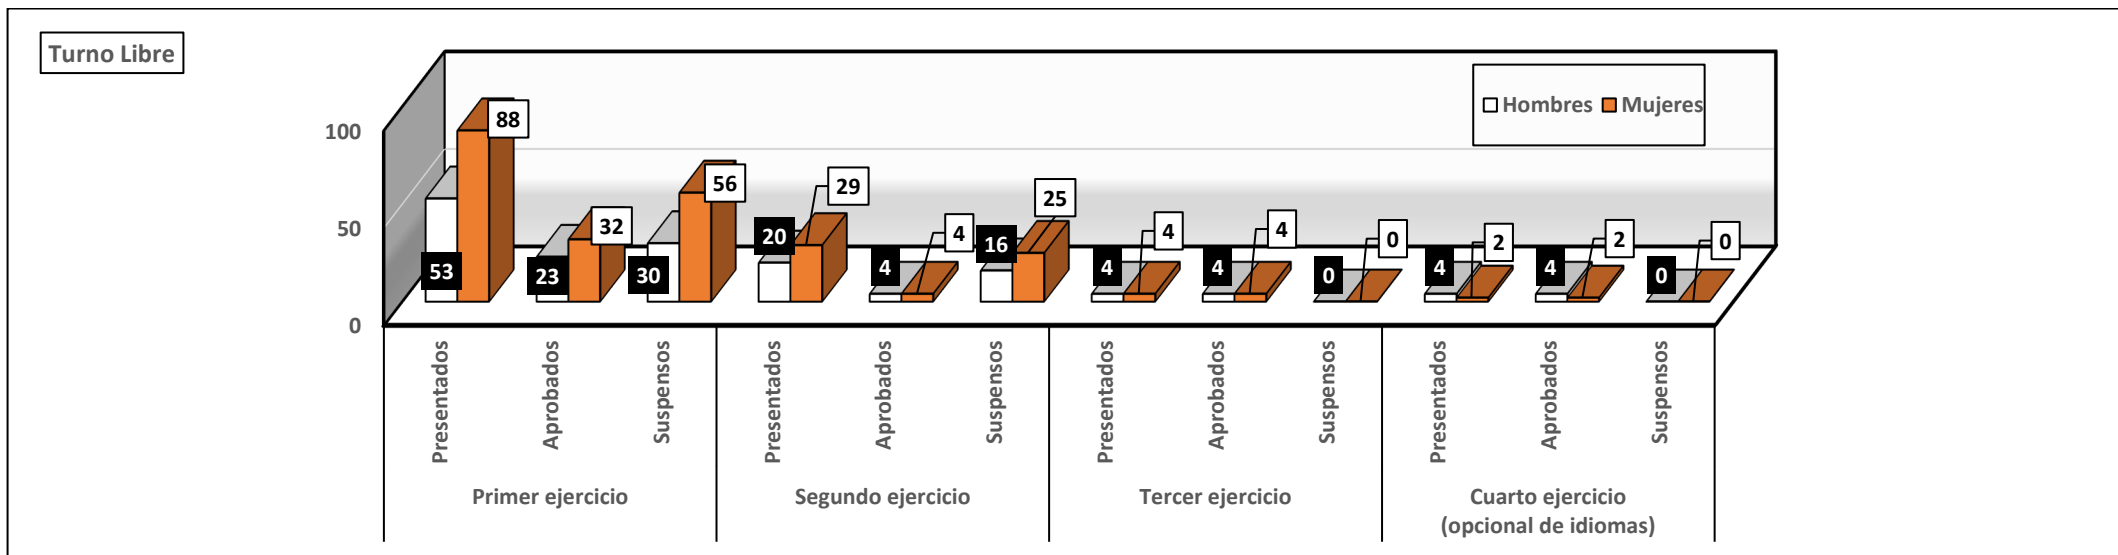 Turno Libre
Hombres Mujeres
100
50
0
53
88
23
32
30
56
20
29
4
4
16
25
4
4
4
4
0
0
4
2
4
2
0
0
Presentados
Aprobados
Suspensos
Presentados
Aprobados
Suspensos
Presentados
Aprobados
Suspensos
Presentados
Aprobados
Suspensos
Primer ejercicio
Segundo ejercicio
Tercer ejercicio
Cuarto ejercicio
(opcional de idiomas)